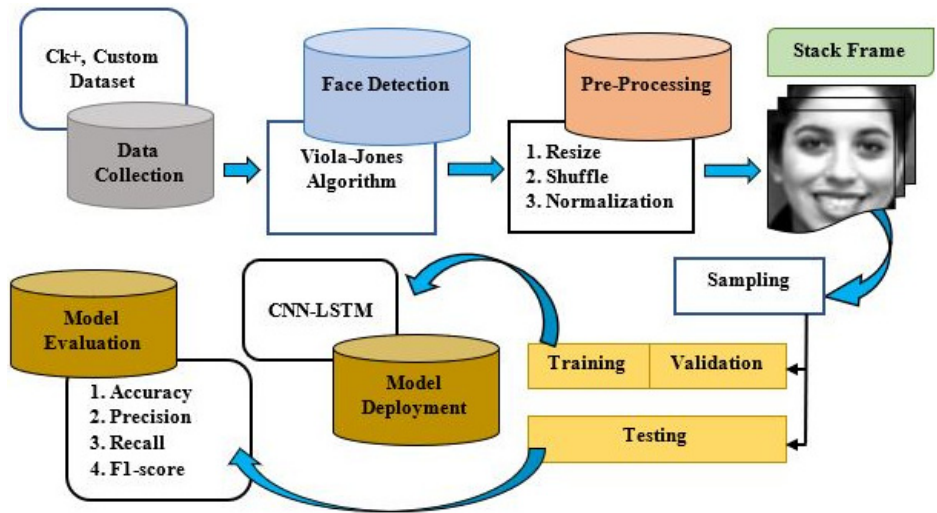 Ck+, Custom
Dataset
Data
Collection
Face Detection
Viola-Jones
Algorithm
Pre-Processing
1. Resize
2. Shuffle
3. Normalization
Stack Frame
Sampling
Training
Validation
Testing
CNN-LSTM
Model
Deployment
Model
Evaluation
1. Accuracy
2. Precision
3. Recall
4. F1-score